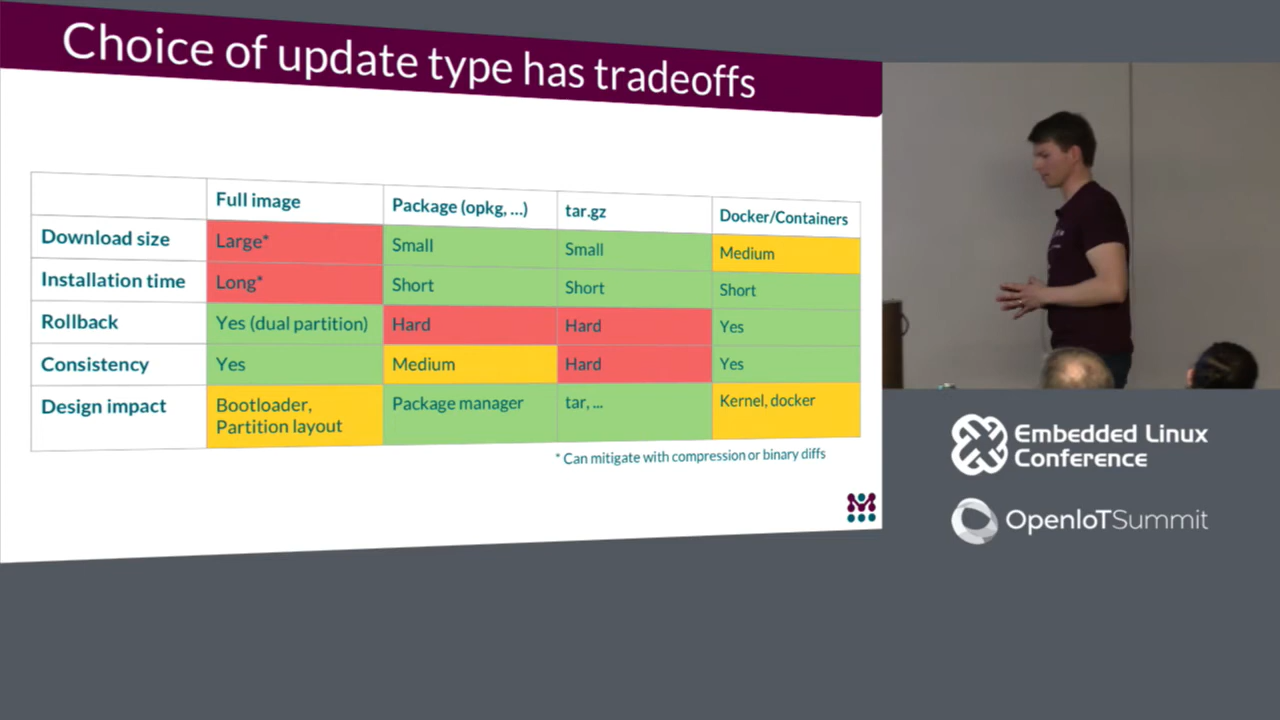 Choice of update type has tradeoffs
Full image Package (opkg, ...) tar.gz Docker/Containers
Download size Large* Small Small Medium
Installation time Long* Short Short Short
Rollback Yes (dual partition) Hard Hard Yes
Consistency Yes Medium Hard Yes
Design impact Bootloader, Partition layout Package manager tar, ... Kernel, docker
* Can mitigate with compression or binary diffs
Embedded Linux
Conference
OpenIoTSummit